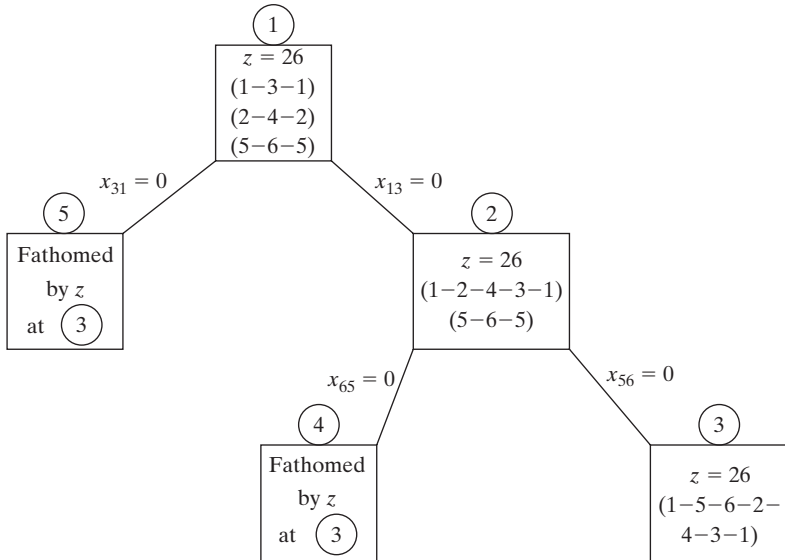 1
z = 26
(1−3−1)
(2−4−2)
(5−6−5)
x₃₁ = 0
x₁₃ = 0
5
Fathomed
by z
at 3
2
z = 26
(1−2−4−3−1)
(5−6−5)
x₆₅ = 0
x₅₆ = 0
4
Fathomed
by z
at 3
3
z = 26
(1−5−6−2−
4−3−1)